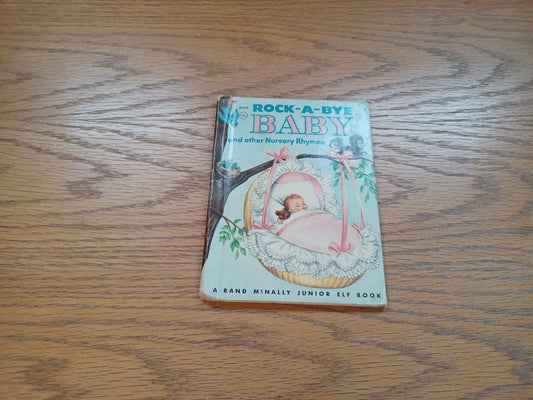 ROCK-A-BYE
BABY
and other Nursery Rhymes
A RAND McNALLY JUNIOR ELF BOOK